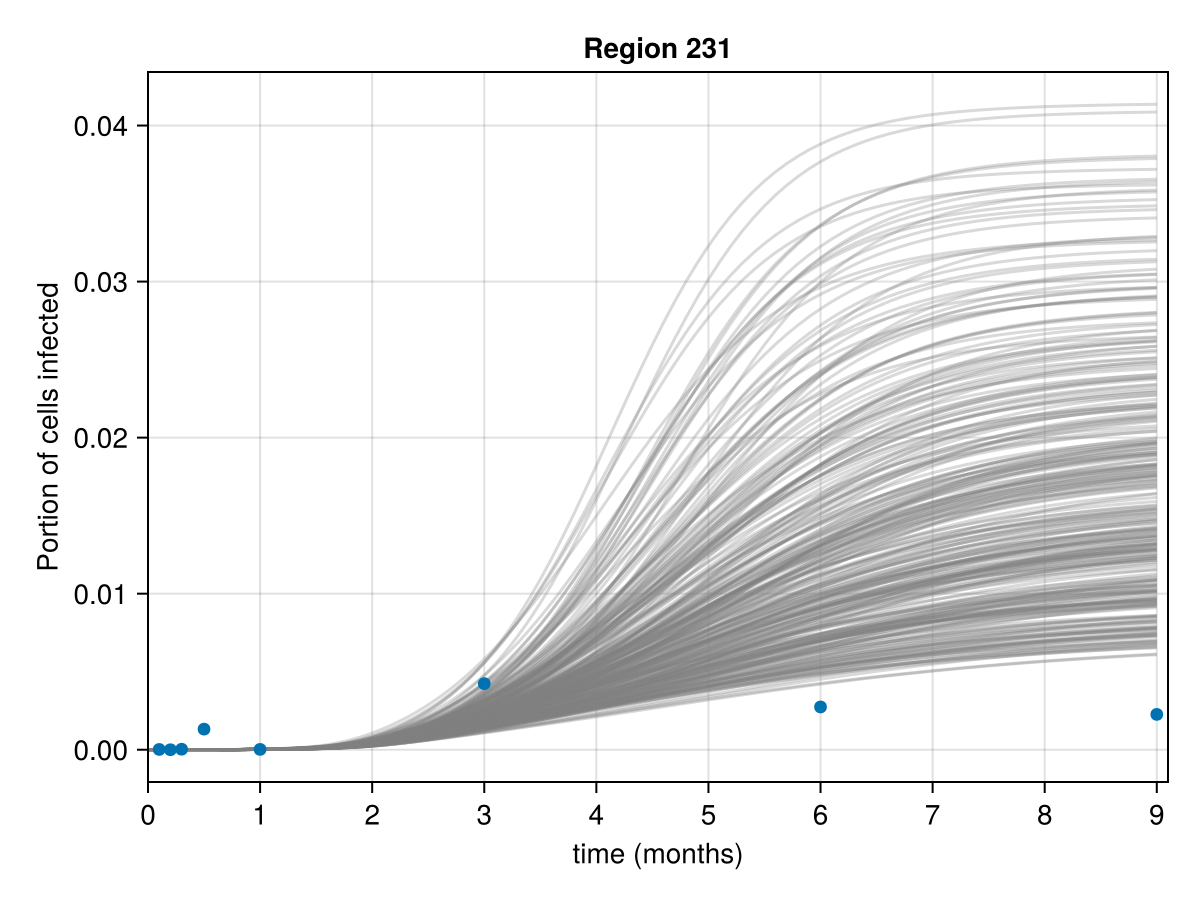 Region 231
Portion of cells infected
0.04
0.03
0.02
0.01
0.00
0 1 2 3 4 5 6 7 8 9
time (months)